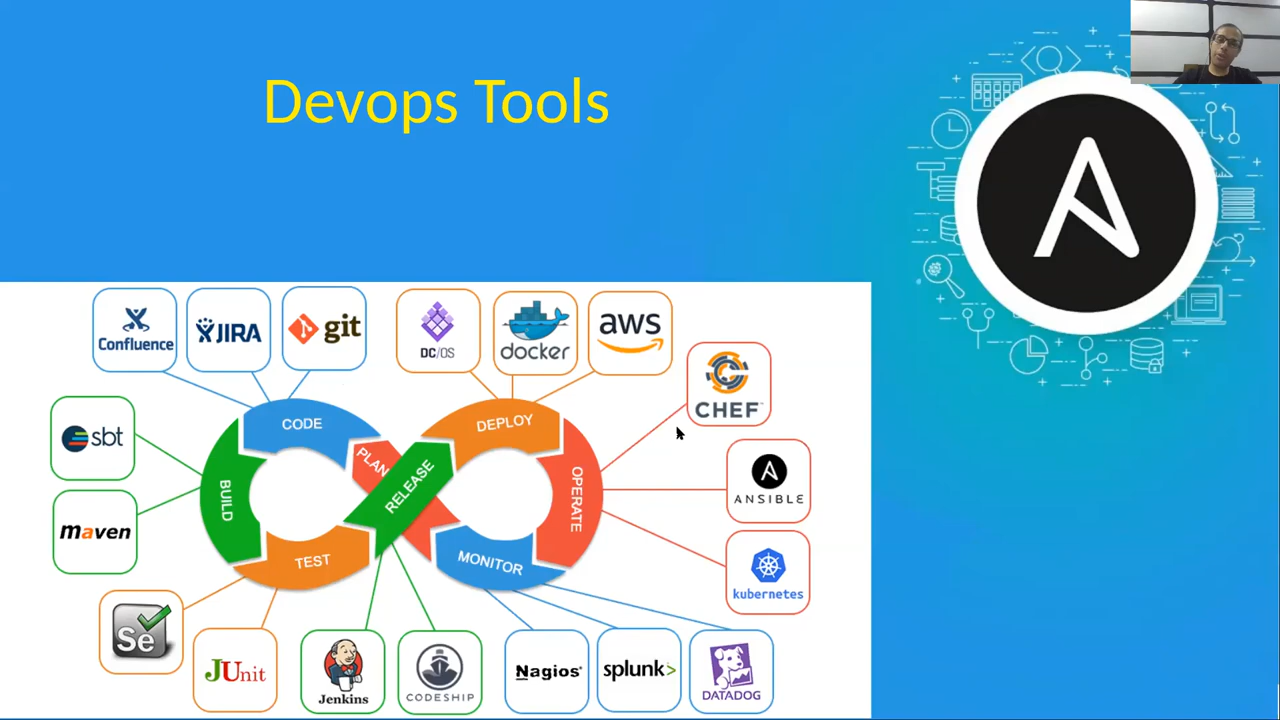 Devops Tools
Confluence
JIRA
git
DC/OS
docker
aws
CHEF™
sbt
maven
CODE
PLAN
BUILD
TEST
RELEASE
DEPLOY
OPERATE
MONITOR
ANSIBLE
kubernetes
Se
JUnit
Jenkins
CODESHIP
Nagios®
splunk>
DATADOG